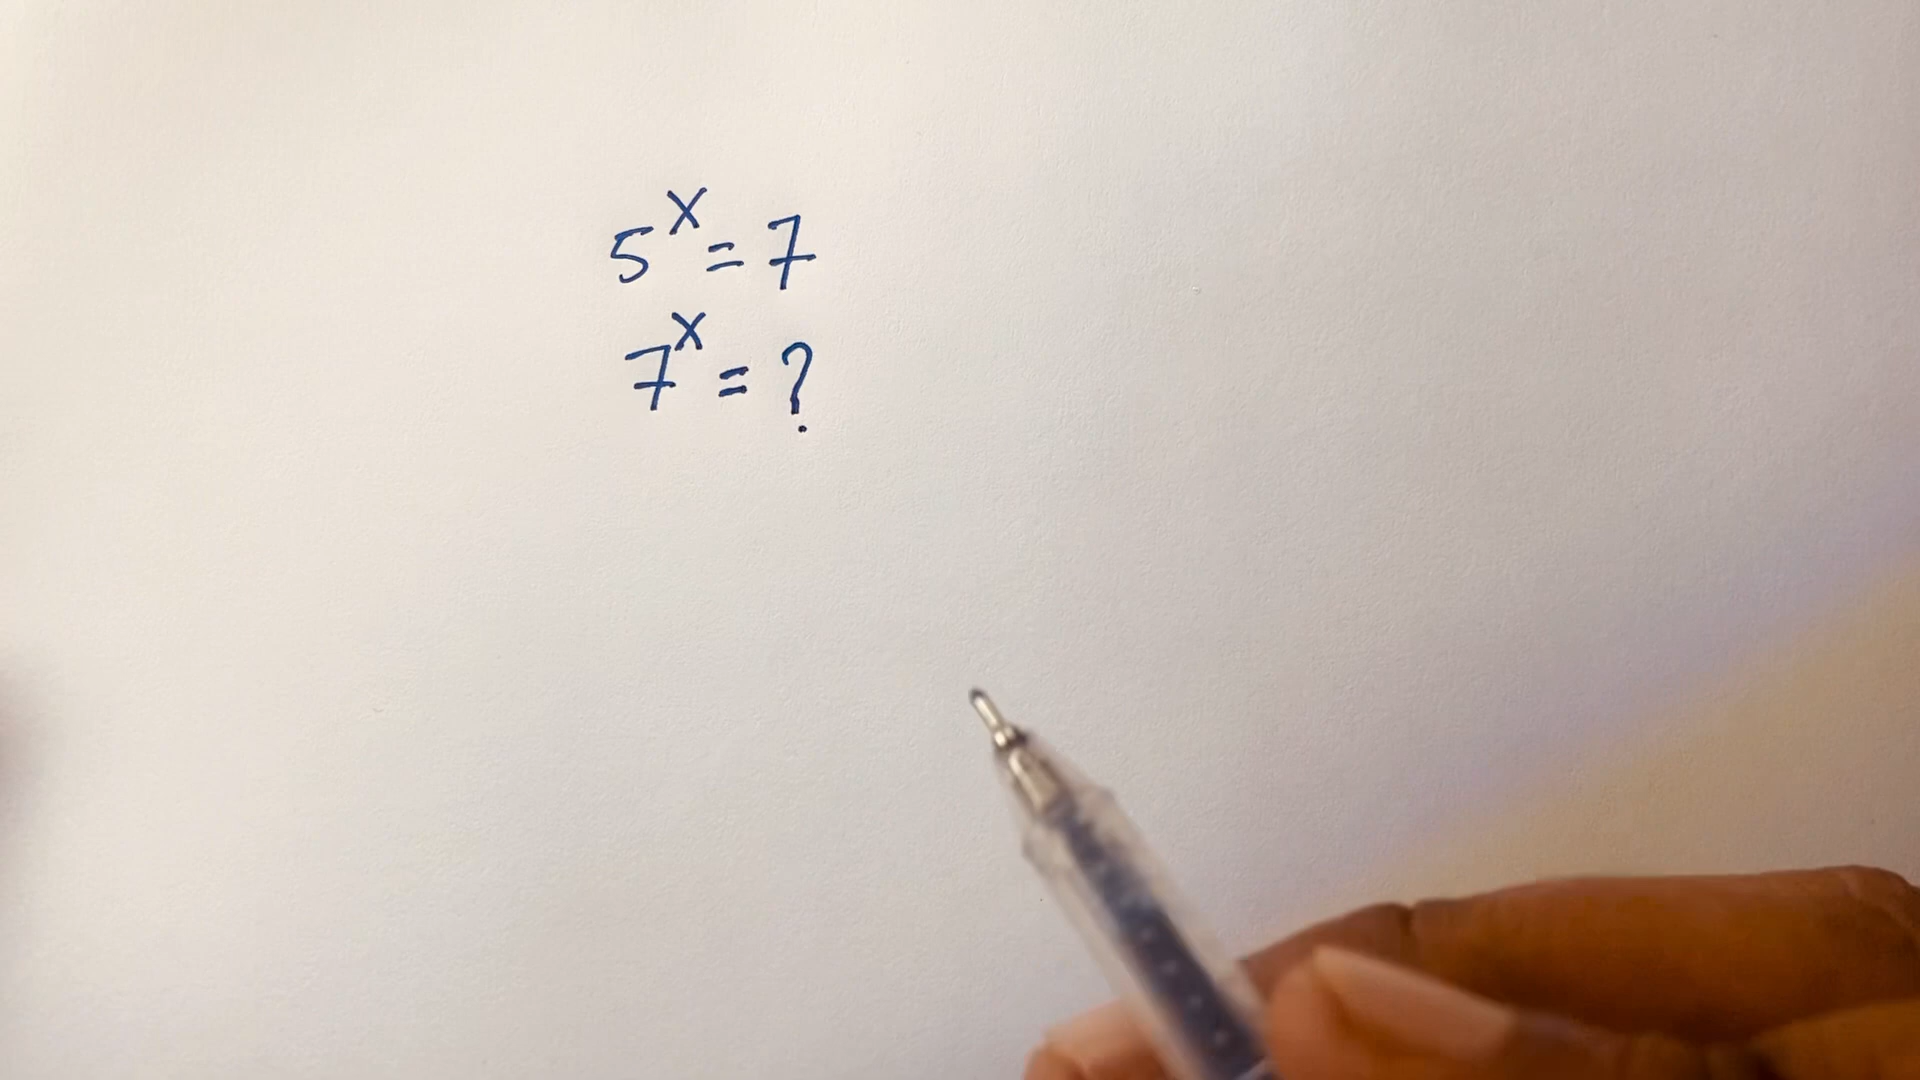 5^x = 7
7^x = ?